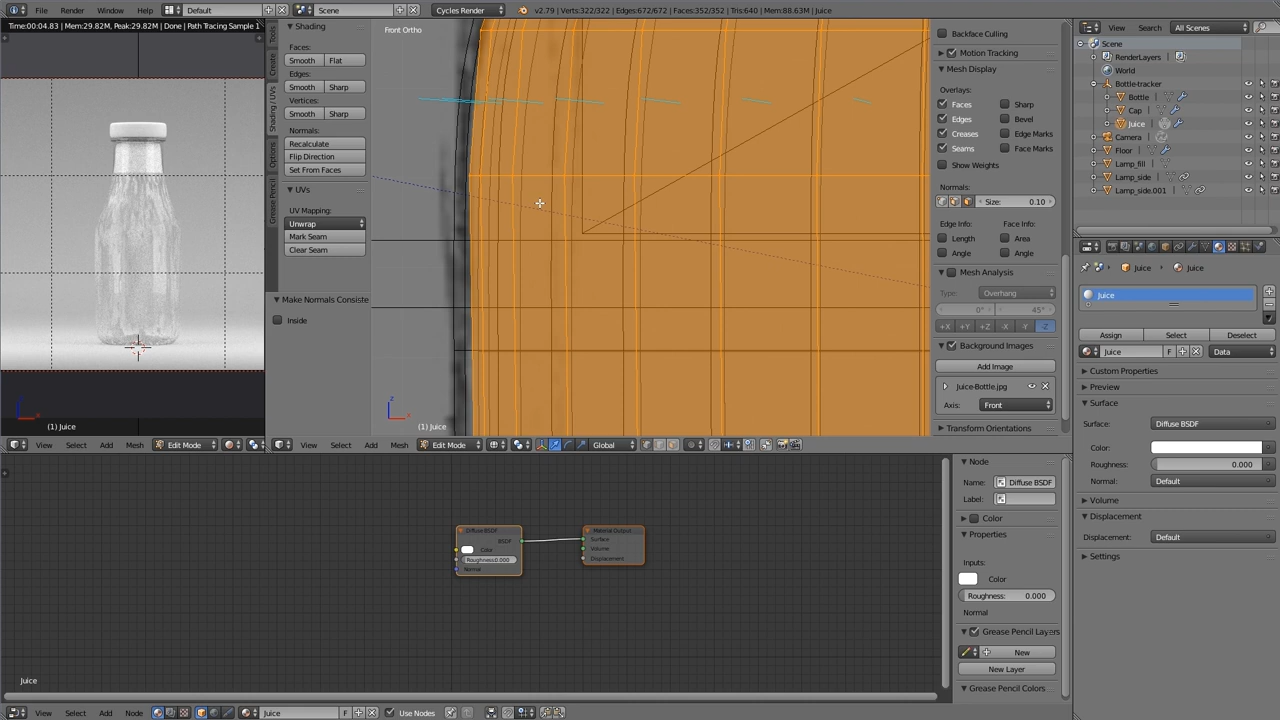 File Render Window Help Default Scene Cycles Render v2.79 | Verts:322/322 | Edges:672/672 | Faces:352/352 | Tris:640 | Mem:88.63M | Juice
Time:00:04.83 | Mem:29.82M, Peak:29.82M | Done | Path Tracing Sample 1
(1) Juice
View Select Add Mesh Edit Mode
Tools
Create
Shading / UVs
Options
Grease Pencil
Shading
Faces:
Smooth Flat
Edges:
Smooth Sharp
Vertices:
Smooth Sharp
Normals:
Recalculate
Flip Direction
Set From Faces
UVs
UV Mapping:
Unwrap
Mark Seam
Clear Seam
Make Normals Consiste
Inside
Front Ortho
(1) Juice
View Select Add Mesh Edit Mode Global
Backface Culling
Motion Tracking
Mesh Display
Overlays:
Faces Sharp
Edges Bevel
Creases Edge Marks
Seams Face Marks
Show Weights
Normals:
Size: 0.10
Edge Info: Face Info:
Length Area
Angle Angle
Mesh Analysis
Type: Overhang
0° 45°
+X +Y +Z -X -Y -Z
Background Images
Add Image
Juice-Bottle.jpg
Axis: Front
Transform Orientations
View Search All Scenes
Scene
RenderLayers
World
Bottle-tracker
Bottle
Cap
Juice
Camera
Floor
Lamp_fill
Lamp_side
Lamp_side.001
Juice Juice
Juice
Assign Select Deselect
Juice F Data
Custom Properties
Preview
Surface
Surface: Diffuse BSDF
Color:
Roughness: 0.000
Normal: Default
Volume
Displacement
Displacement: Default
Settings
Diffuse BSDF
BSDF
Color
Roughness:0.000
Normal
Material Output
Surface
Volume
Displacement
Juice
Node
Name: Diffuse BSDF
Label:
Color
Properties
Inputs:
Color
Roughness: 0.000
Normal
Grease Pencil Layers
New
New Layer
Grease Pencil Colors
View Select Add Node Juice F Use Nodes